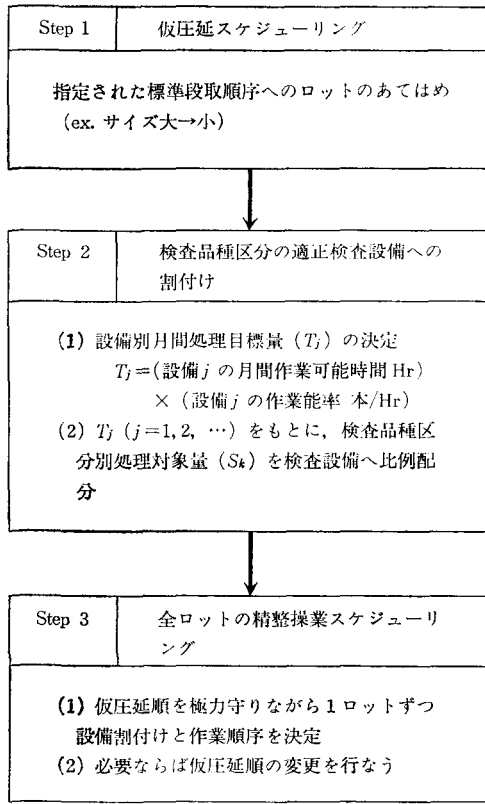 Step 1
仮圧延スケジューリング
指定された標準段取順序へのロットのあてはめ
(ex. サイズ大→小)
Step 2
検査品種区分の適正検査設備への
割付け
(1) 設備別月間処理目標量 (Tj) の決定
Tj=(設備 j の月間作業可能時間 Hr)
× (設備 j の作業能率 本/Hr)
(2) Tj (j=1, 2, …) をもとに, 検査品種区
分別処理対象量 (Sk) を検査設備へ比例配
分
Step 3
全ロットの精整操業スケジューリ
ング
(1) 仮圧延順を極力守りながら 1 ロットずつ
設備割付けと作業順序を決定
(2) 必要ならば仮圧延順の変更を行なう